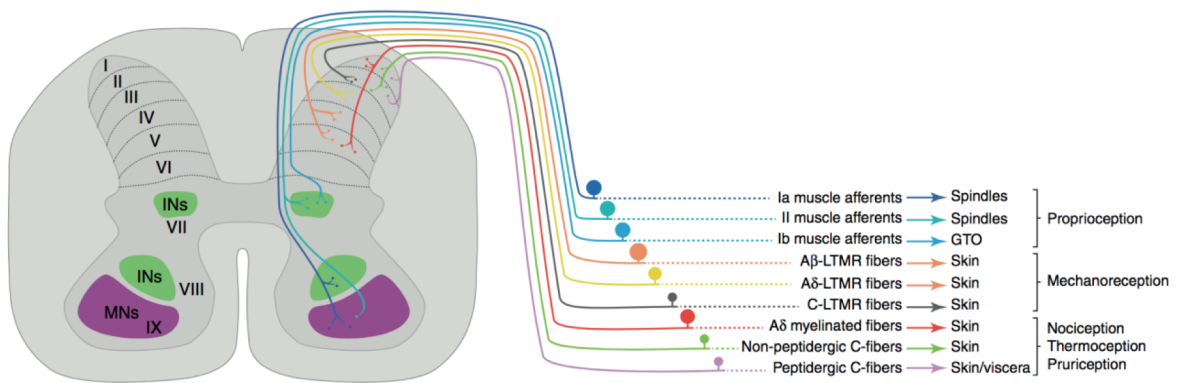 I
II
III
IV
V
VI
INs
VII
INs
VIII
MNs
IX
Ia muscle afferents Spindles
II muscle afferents Spindles
Ib muscle afferents GTO
Proprioception
Aβ-LTMR fibers Skin
Aδ-LTMR fibers Skin
C-LTMR fibers Skin
Mechanoreception
Aδ myelinated fibers Skin
Non-peptidergic C-fibers Skin
Peptidergic C-fibers Skin/viscera
Nociception
Thermoception
Pruriception